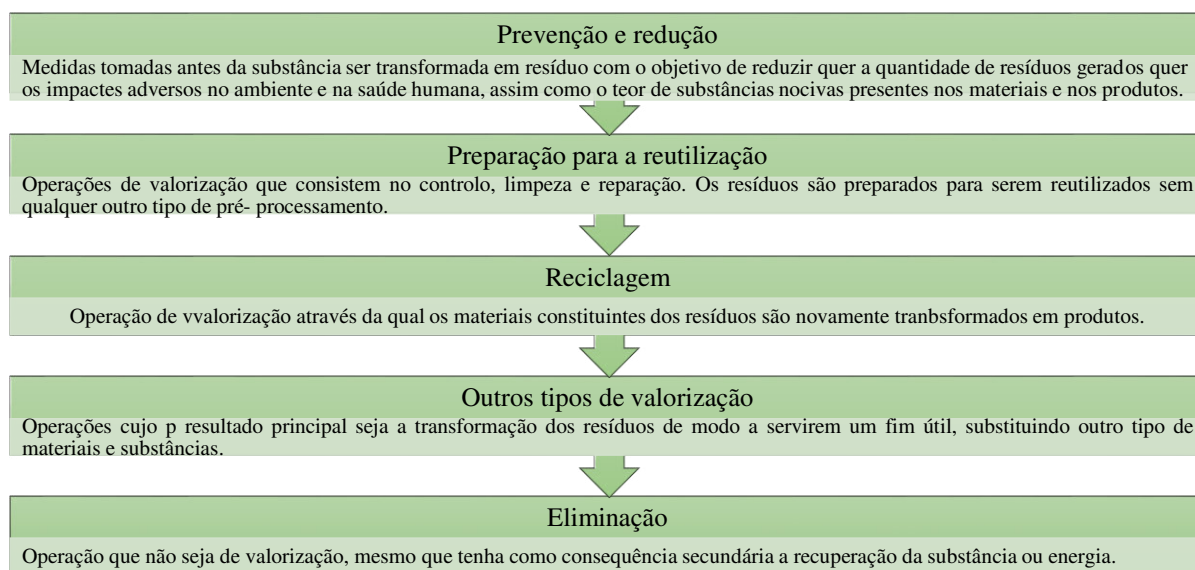 Prevenção e redução
Medidas tomadas antes da substância ser transformada em resíduo com o objetivo de reduzir quer a quantidade de resíduos gerados quer
os impactes adversos no ambiente e na saúde humana, assim como o teor de substâncias nocivas presentes nos materiais e nos produtos.
Preparação para a reutilização
Operações de valorização que consistem no controlo, limpeza e reparação. Os resíduos são preparados para serem reutilizados sem
qualquer outro tipo de pré- processamento.
Reciclagem
Operação de vvalorização através da qual os materiais constituintes dos resíduos são novamente tranbsformados em produtos.
Outros tipos de valorização
Operações cujo p resultado principal seja a transformação dos resíduos de modo a servirem um fim útil, substituindo outro tipo de
materiais e substâncias.
Eliminação
Operação que não seja de valorização, mesmo que tenha como consequência secundária a recuperação da substância ou energia.